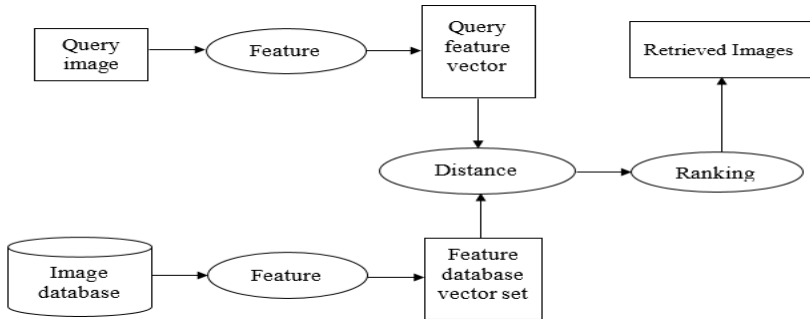 Query
image
Feature
Query
feature
vector
Retrieved Images
Distance
Ranking
Image
database
Feature
Feature
database
vector set